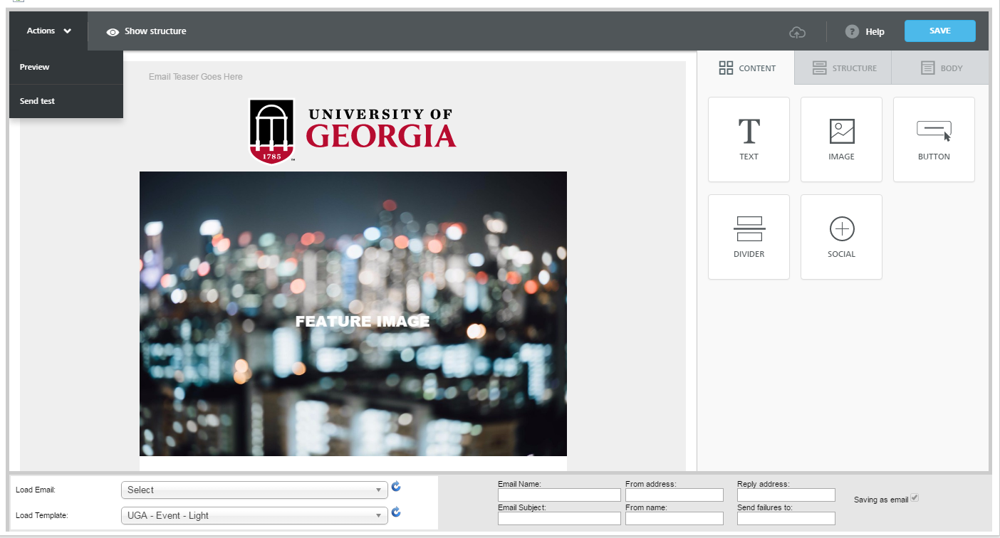 Actions
Show structure
Help
SAVE
Preview
Send test
Email Teaser Goes Here
UNIVERSITY OF
GEORGIA
1785
™
FEATURE IMAGE
CONTENT
STRUCTURE
BODY
T
TEXT
IMAGE
BUTTON
DIVIDER
SOCIAL
Load Email:
Select
Load Template:
UGA - Event - Light
Email Name:
From address:
Reply address:
Email Subject:
From name:
Send failures to:
Saving as email